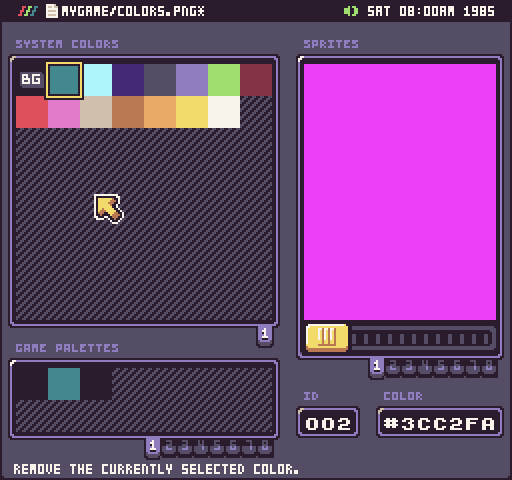 MYGAME/COLORS.PNG*
SAT 08:00AM 1985
SYSTEM COLORS
SPRITES
BG
1
GAME PALETTES
1 2 3 4 5 6 7 8
ID
COLOR
002
#3CC2FA
1 2 3 4 5 6 7 8
REMOVE THE CURRENTLY SELECTED COLOR.